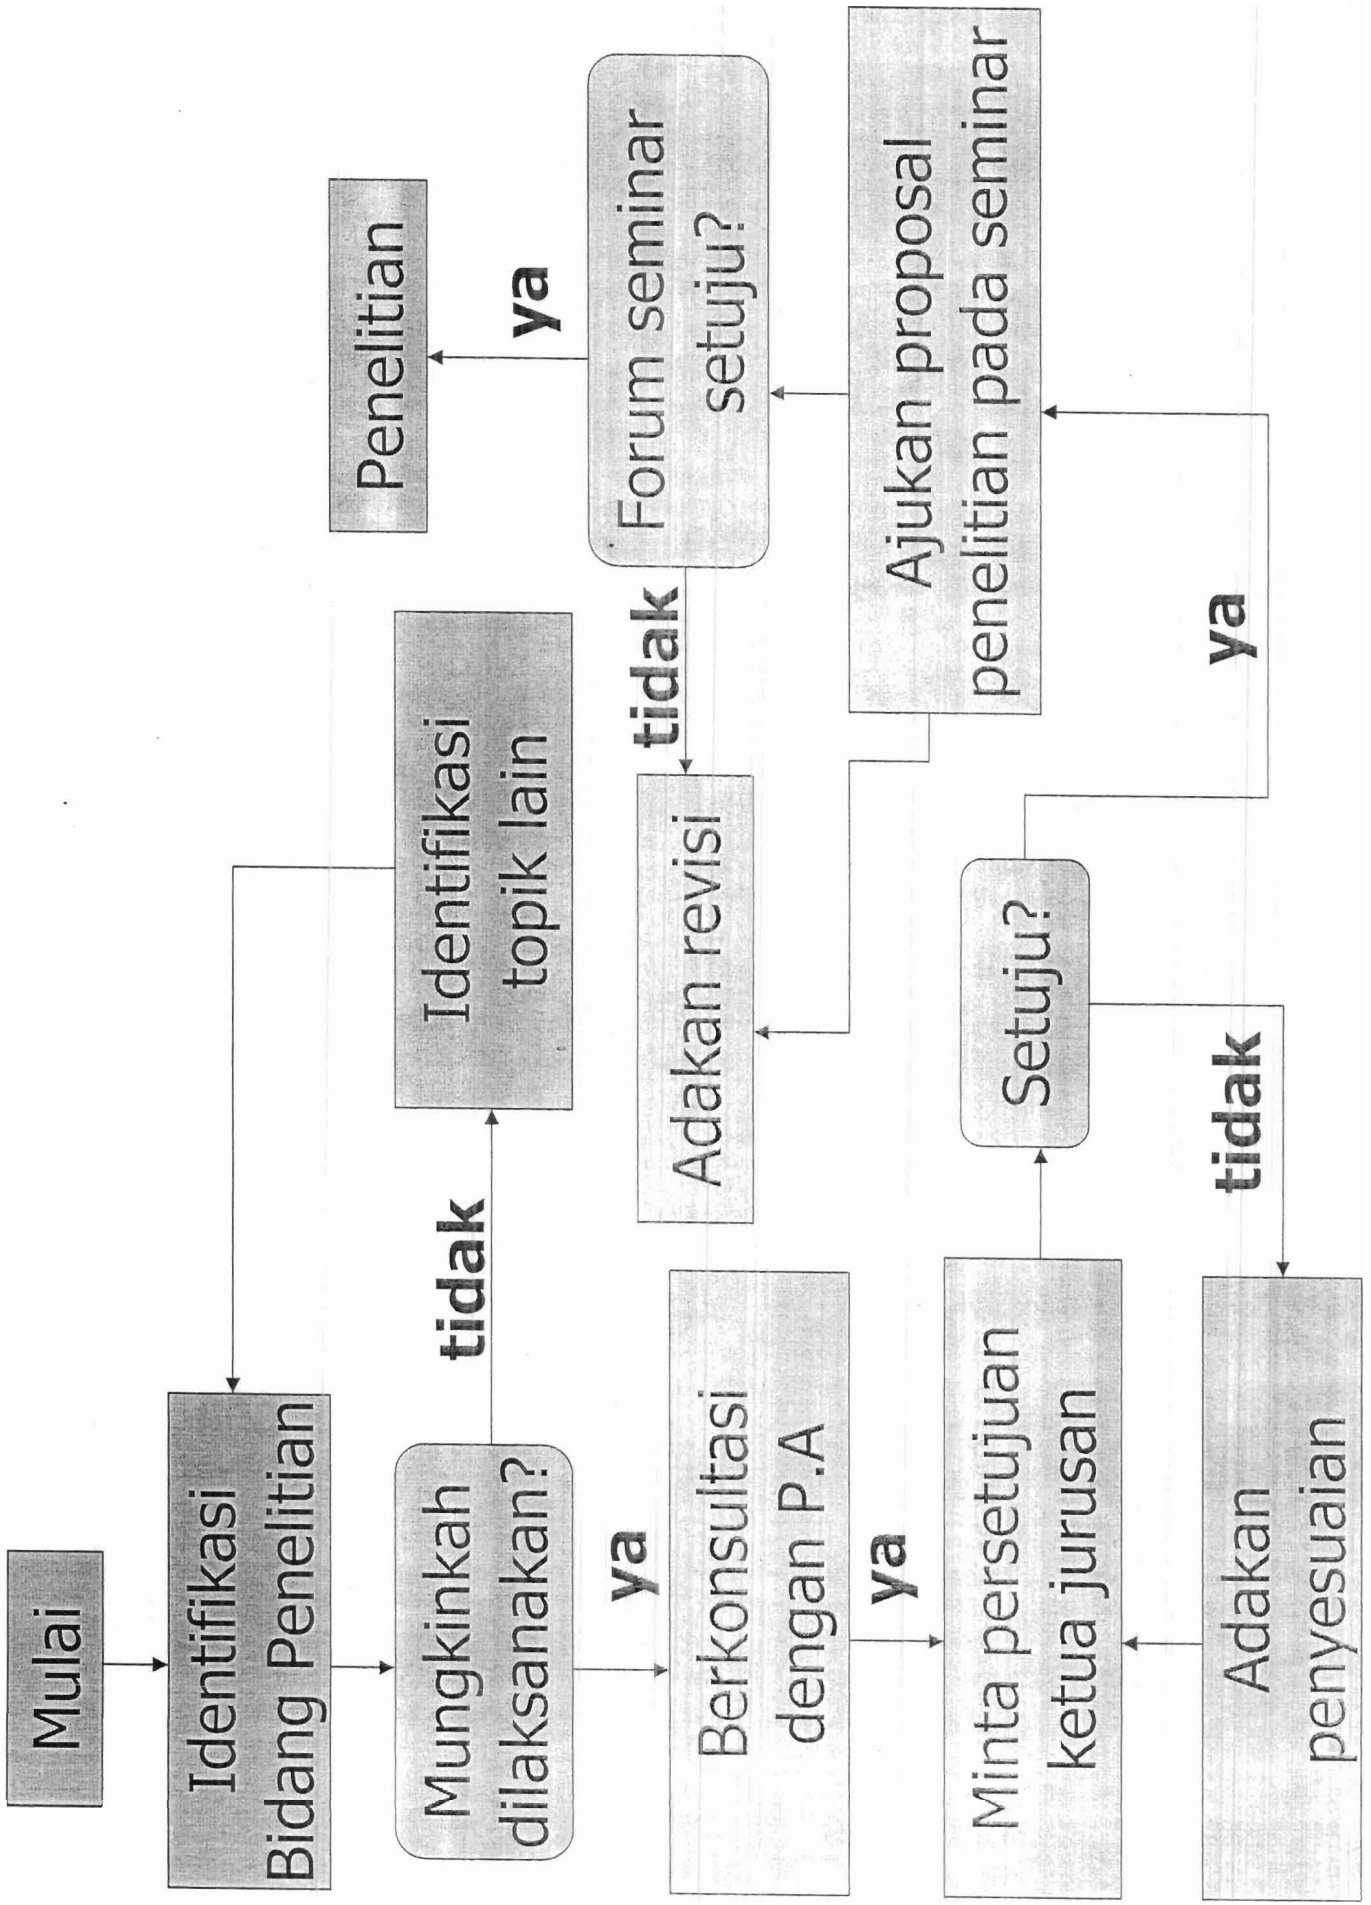 Mulai
Identifikasi
Bidang Penelitian
Mungkinkah
dilaksanakan?
tidak
Identifikasi
topik lain
ya
Berkonsultasi
dengan P.A
ya
Minta persetujuan
ketua jurusan
Adakan
penyesuaian
Setuju?
tidak
ya
Ajukan proposal
penelitian pada seminar
Forum seminar
setuju?
tidak
Adakan revisi
ya
Penelitian